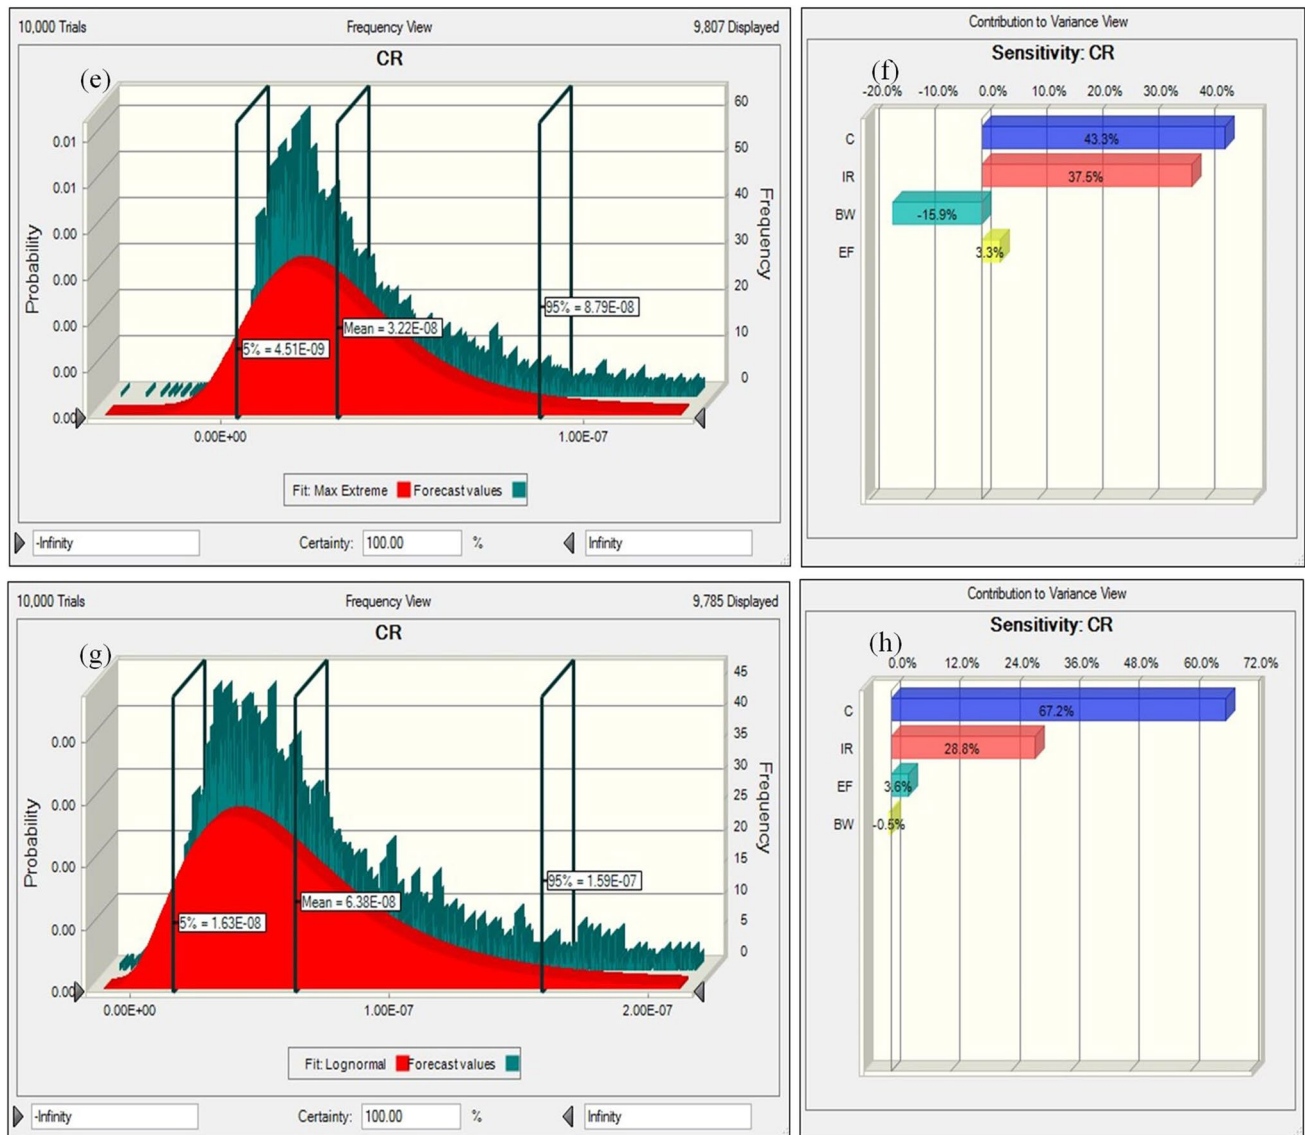 10,000 Trials Frequency View 9,807 Displayed
CR
(e)
60
0.01
50
0.01
40
0.00
30
0.00
20
0.00
10
0.00
0
0.00
Probability
Frequency
95% = 8.79E-08
Mean = 3.22E-08
5% = 4.51E-09
0.00E+00 1.00E-07
Fit: Max Extreme Forecast values
-Infinity Certainty: 100.00 % Infinity
Contribution to Variance View
Sensitivity: CR
(f)
-20.0% -10.0% 0.0% 10.0% 20.0% 30.0% 40.0%
C 43.3%
IR 37.5%
BW -15.9%
EF 3.3%
10,000 Trials Frequency View 9,785 Displayed
CR
(g)
45
40
0.00
35
30
0.00
25
20
0.00
15
10
0.00
5
0
0.00
Probability
Frequency
95% = 1.59E-07
Mean = 6.38E-08
5% = 1.63E-08
0.00E+00 1.00E-07 2.00E-07
Fit: Lognormal Forecast values
-Infinity Certainty: 100.00 % Infinity
Contribution to Variance View
Sensitivity: CR
(h)
0.0% 12.0% 24.0% 36.0% 48.0% 60.0% 72.0%
C 67.2%
IR 28.8%
EF 3.6%
BW -0.5%